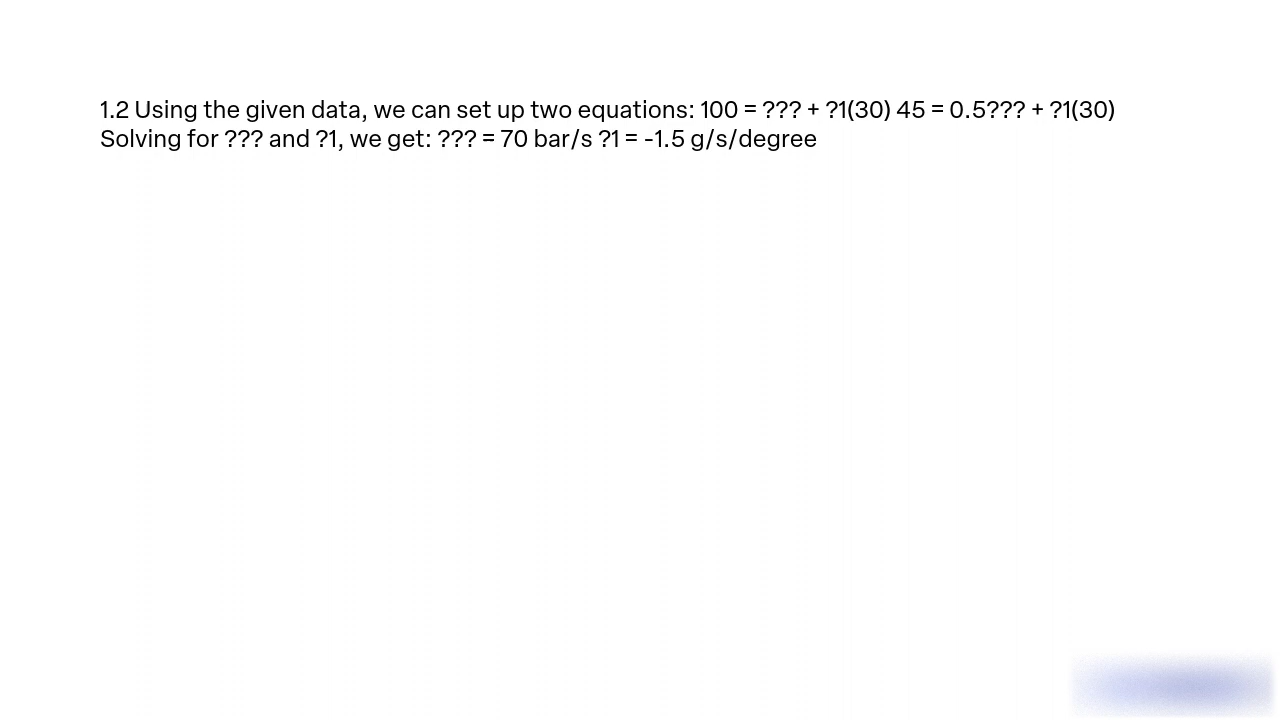 1.2 Using the given data, we can set up two equations: 100 = ??? + ?1(30) 45 = 0.5??? + ?1(30)
Solving for ??? and ?1, we get: ??? = 70 bar/s ?1 = -1.5 g/s/degree